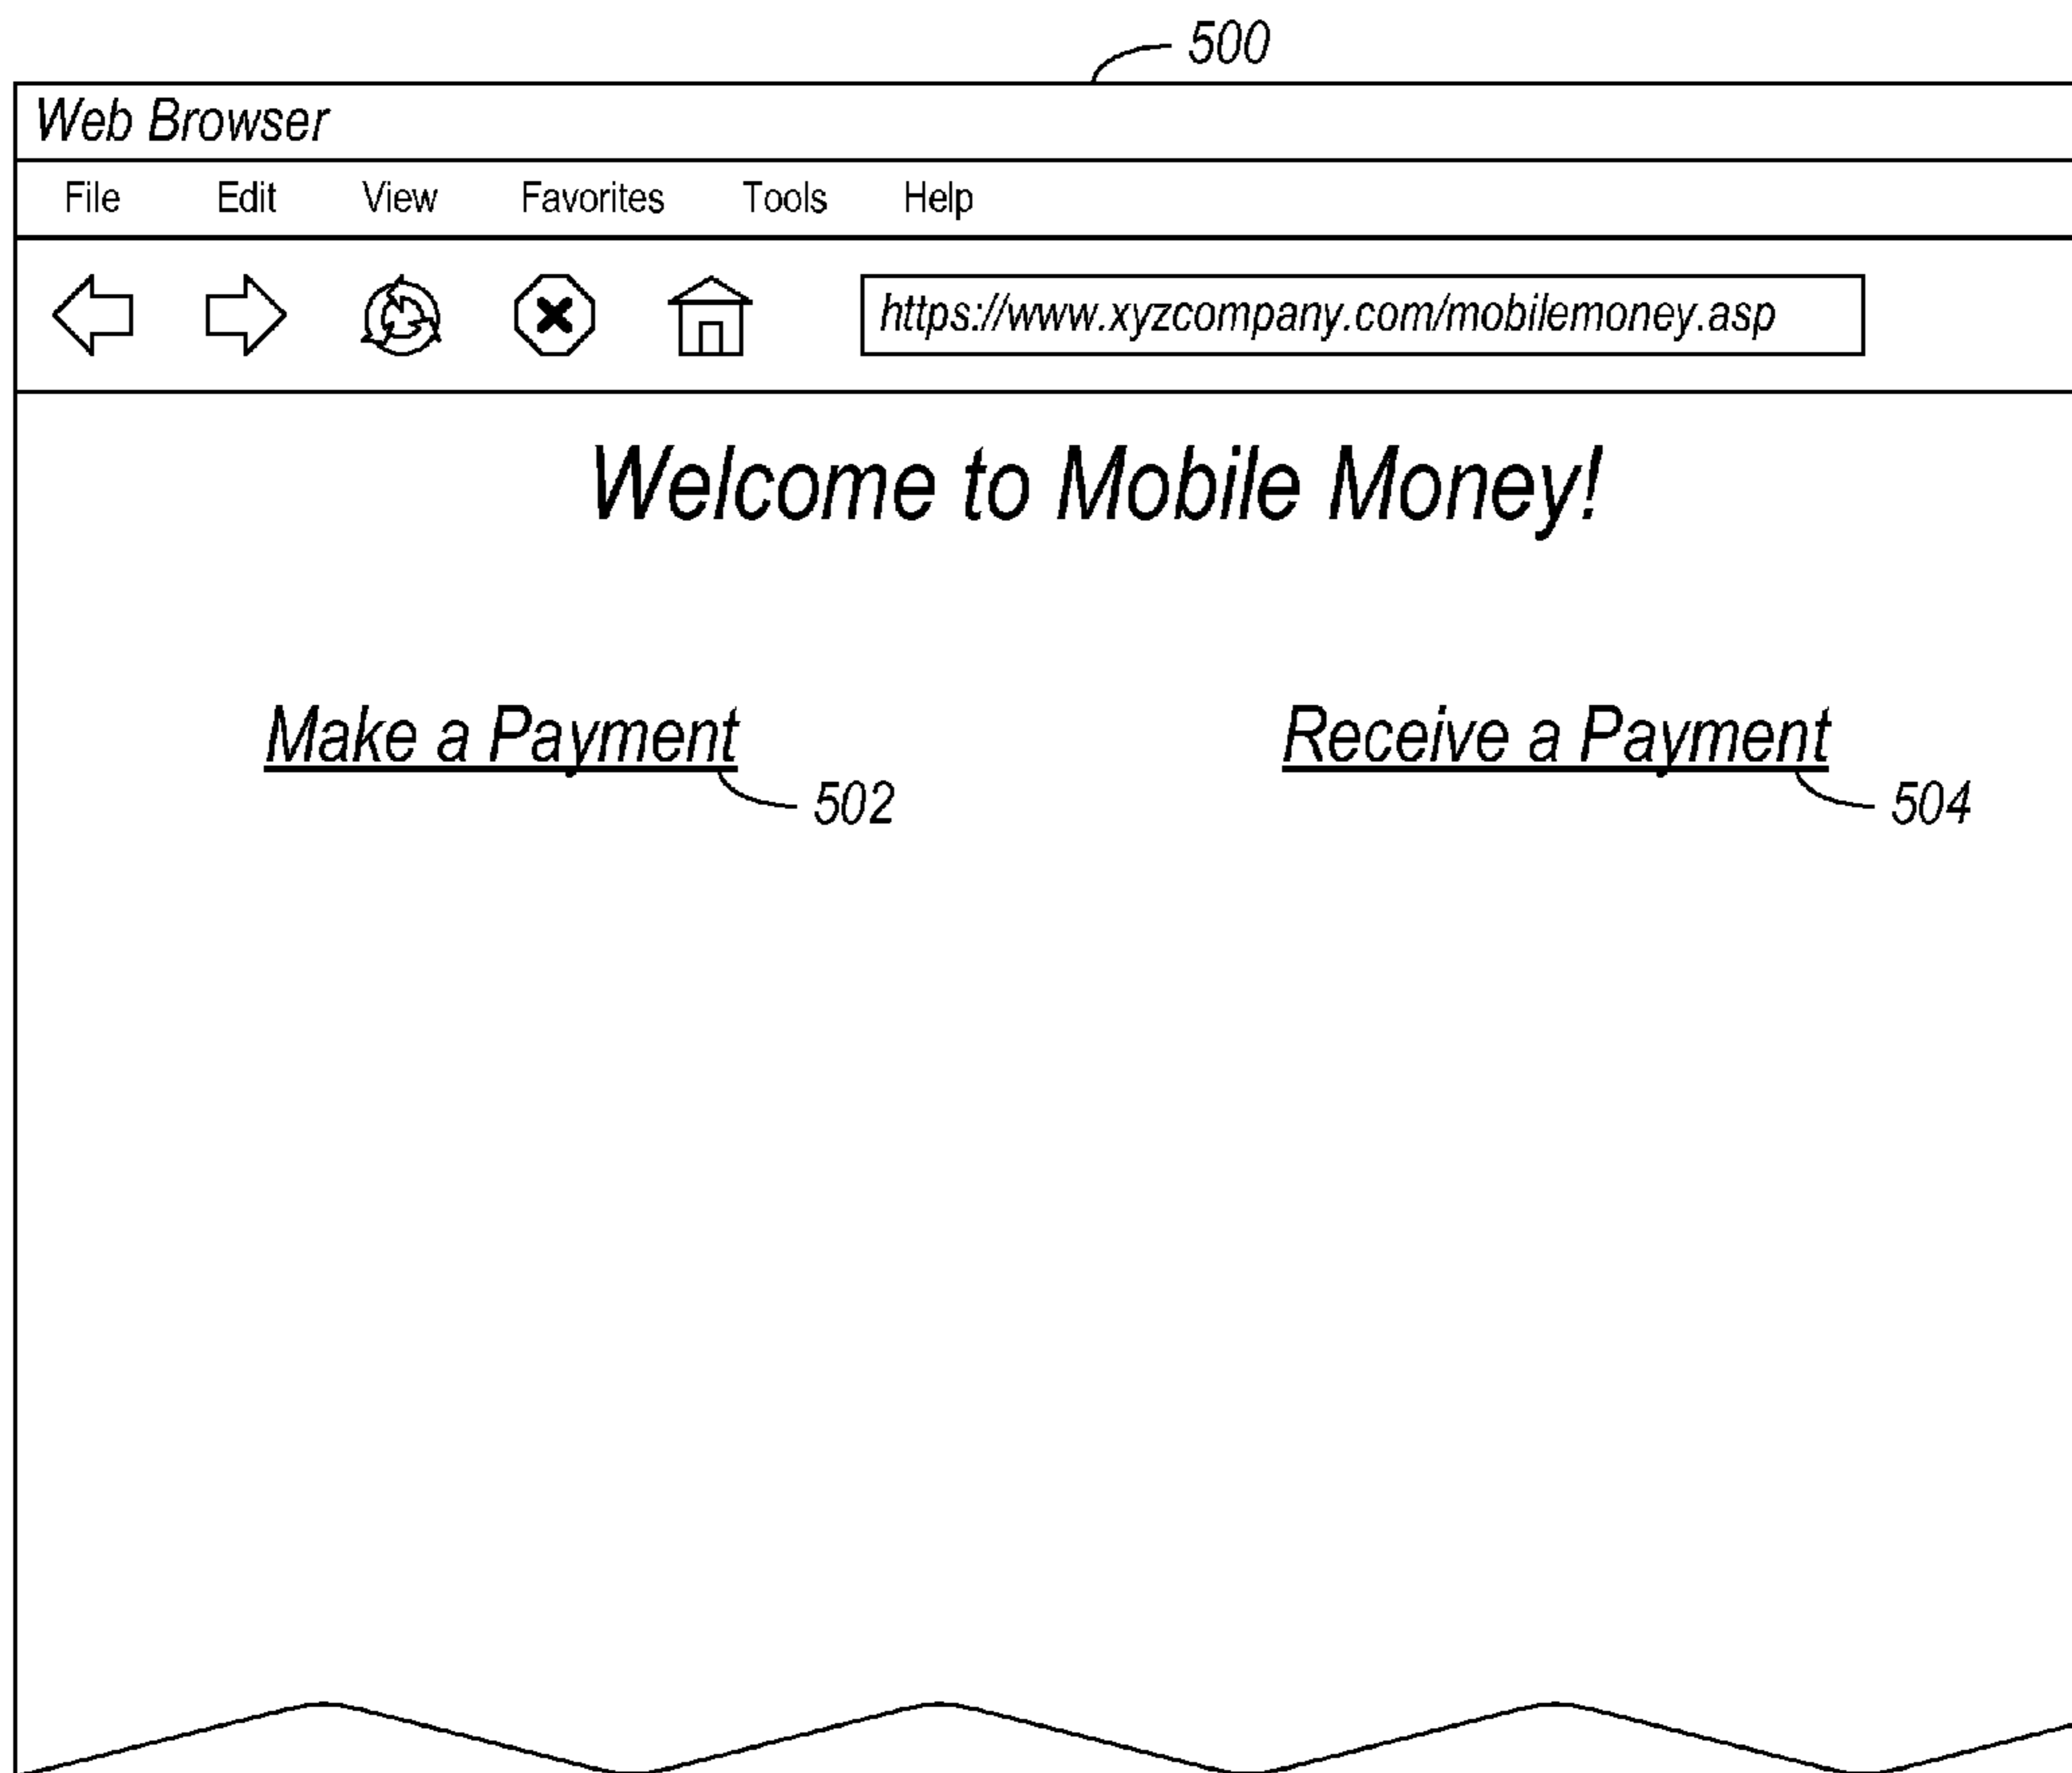 500
Web Browser
File Edit View Favorites Tools Help
https://www.xyzcompany.com/mobilemoney.asp
Welcome to Mobile Money!
Make a Payment Receive a Payment
502 504